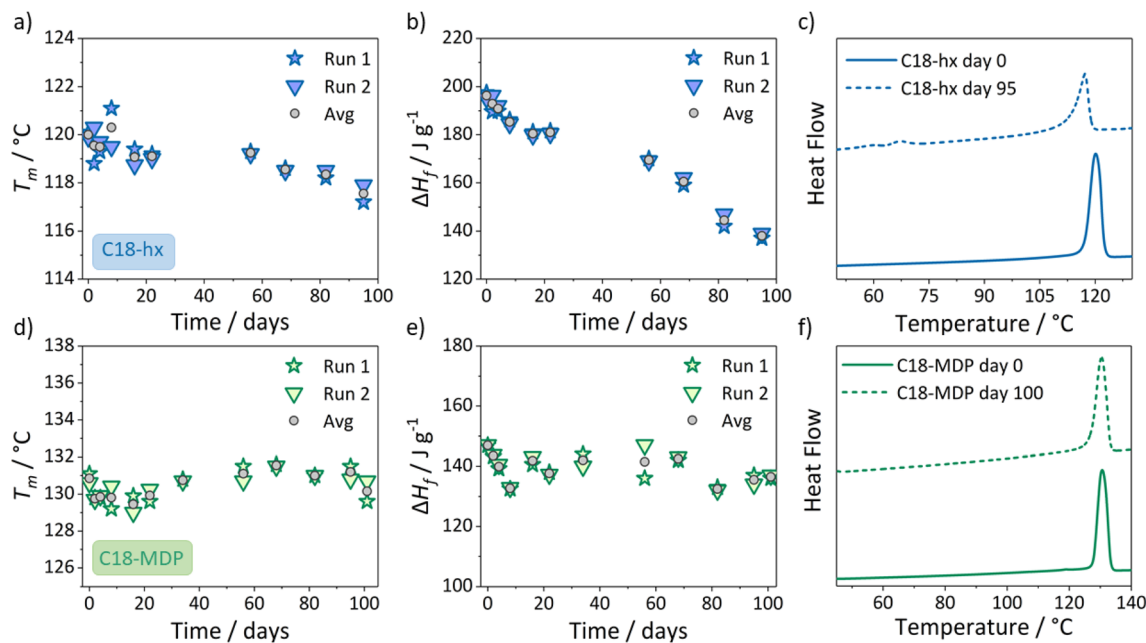 a)
124
122
120
118
116
114
T_m / °C
Run 1
Run 2
Avg
C18-hx
0
20
40
60
80
100
Time / days
b)
220
200
180
160
140
120
ΔH_f / J g⁻¹
Run 1
Run 2
Avg
0
20
40
60
80
100
Time / days
c)
Heat Flow
C18-hx day 0
C18-hx day 95
60
75
90
105
120
Temperature / °C
d)
138
136
134
132
130
128
126
T_m / °C
Run 1
Run 2
Avg
C18-MDP
0
20
40
60
80
100
Time / days
e)
180
160
140
120
100
ΔH_f / J g⁻¹
Run 1
Run 2
Avg
0
20
40
60
80
100
Time / days
f)
Heat Flow
C18-MDP day 0
C18-MDP day 100
60
80
100
120
140
Temperature / °C